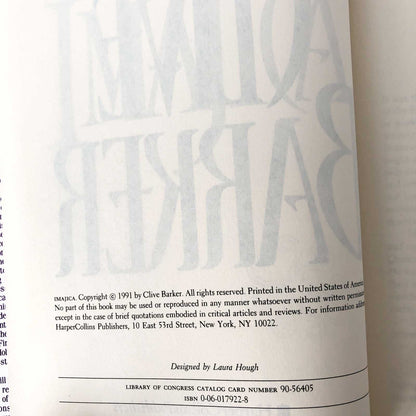 IMAJICA. Copyright © 1991 by Clive Barker. All rights reserved. Printed in the United States of America.
No part of this book may be used or reproduced in any manner whatsoever without written permission
except in the case of brief quotations embodied in critical articles and reviews. For information address
HarperCollins Publishers, 10 East 53rd Street, New York, NY 10022.
Designed by Laura Hough
LIBRARY OF CONGRESS CATALOG CARD NUMBER 90-56405
ISBN 0-06-017922-8